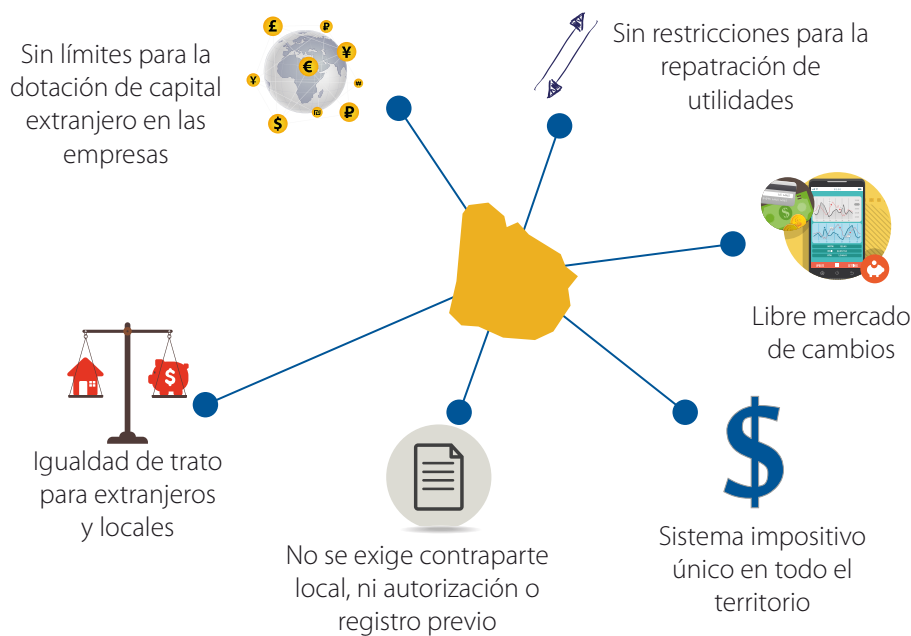 Sin límites para la
dotación de capital
extranjero en las
empresas
Sin restricciones para la
repatración de
utilidades
Libre mercado
de cambios
Igualdad de trato
para extranjeros
y locales
No se exige contraparte
local, ni autorización o
registro previo
Sistema impositivo
único en todo el
territorio